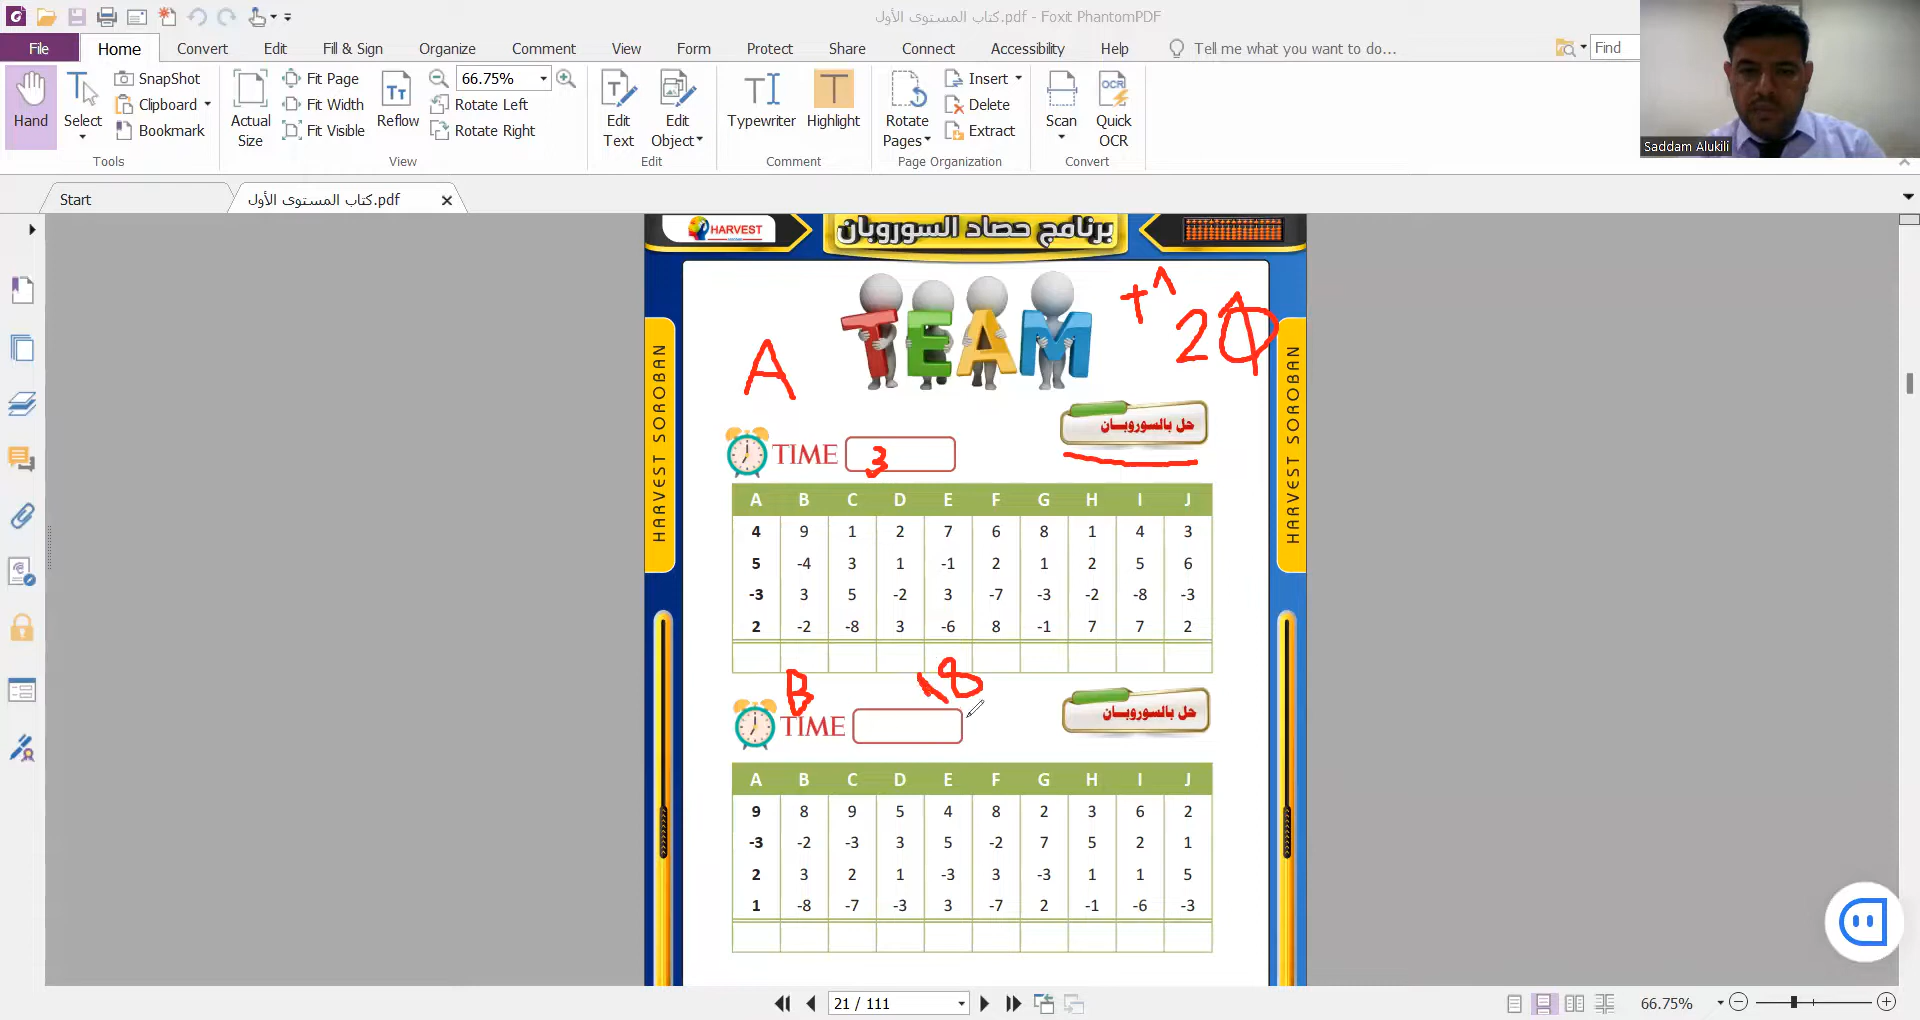 كتاب المستوى الأول.pdf - Foxit PhantomPDF
File Home Convert Edit Fill & Sign Organize Comment View Form Protect Share Connect Accessibility Help Tell me what you want to do... Find
Hand Select SnapShot Clipboard Bookmark
Actual Size Fit Page Fit Width Fit Visible Reflow 66.75% Rotate Left Rotate Right
Edit Text Edit Object Typewriter Highlight
Rotate Pages Insert Delete Extract
Scan Quick OCR
Tools View Edit Comment Page Organization Convert
Saddam Alukili
Start كتاب المستوى الأول.pdf
HARVEST برنامج حصاد السوروبان
TEAM
A
HARVEST SOROBAN
HARVEST SOROBAN
حل بالسوروبان
TIME 3
A B C D E F G H I J
4 9 1 2 7 6 8 1 4 3
5 -4 3 1 -1 2 1 2 5 6
-3 3 5 -2 3 -7 -3 -2 -8 -3
2 -2 -8 3 -6 8 -1 7 7 2
B 18
TIME
حل بالسوروبان
A B C D E F G H I J
9 8 9 5 4 8 2 3 6 2
-3 -2 -3 3 5 -2 7 5 2 1
2 3 2 1 -3 3 -3 1 1 5
1 -8 -7 -3 3 -7 2 -1 -6 -3
21 / 111 66.75%